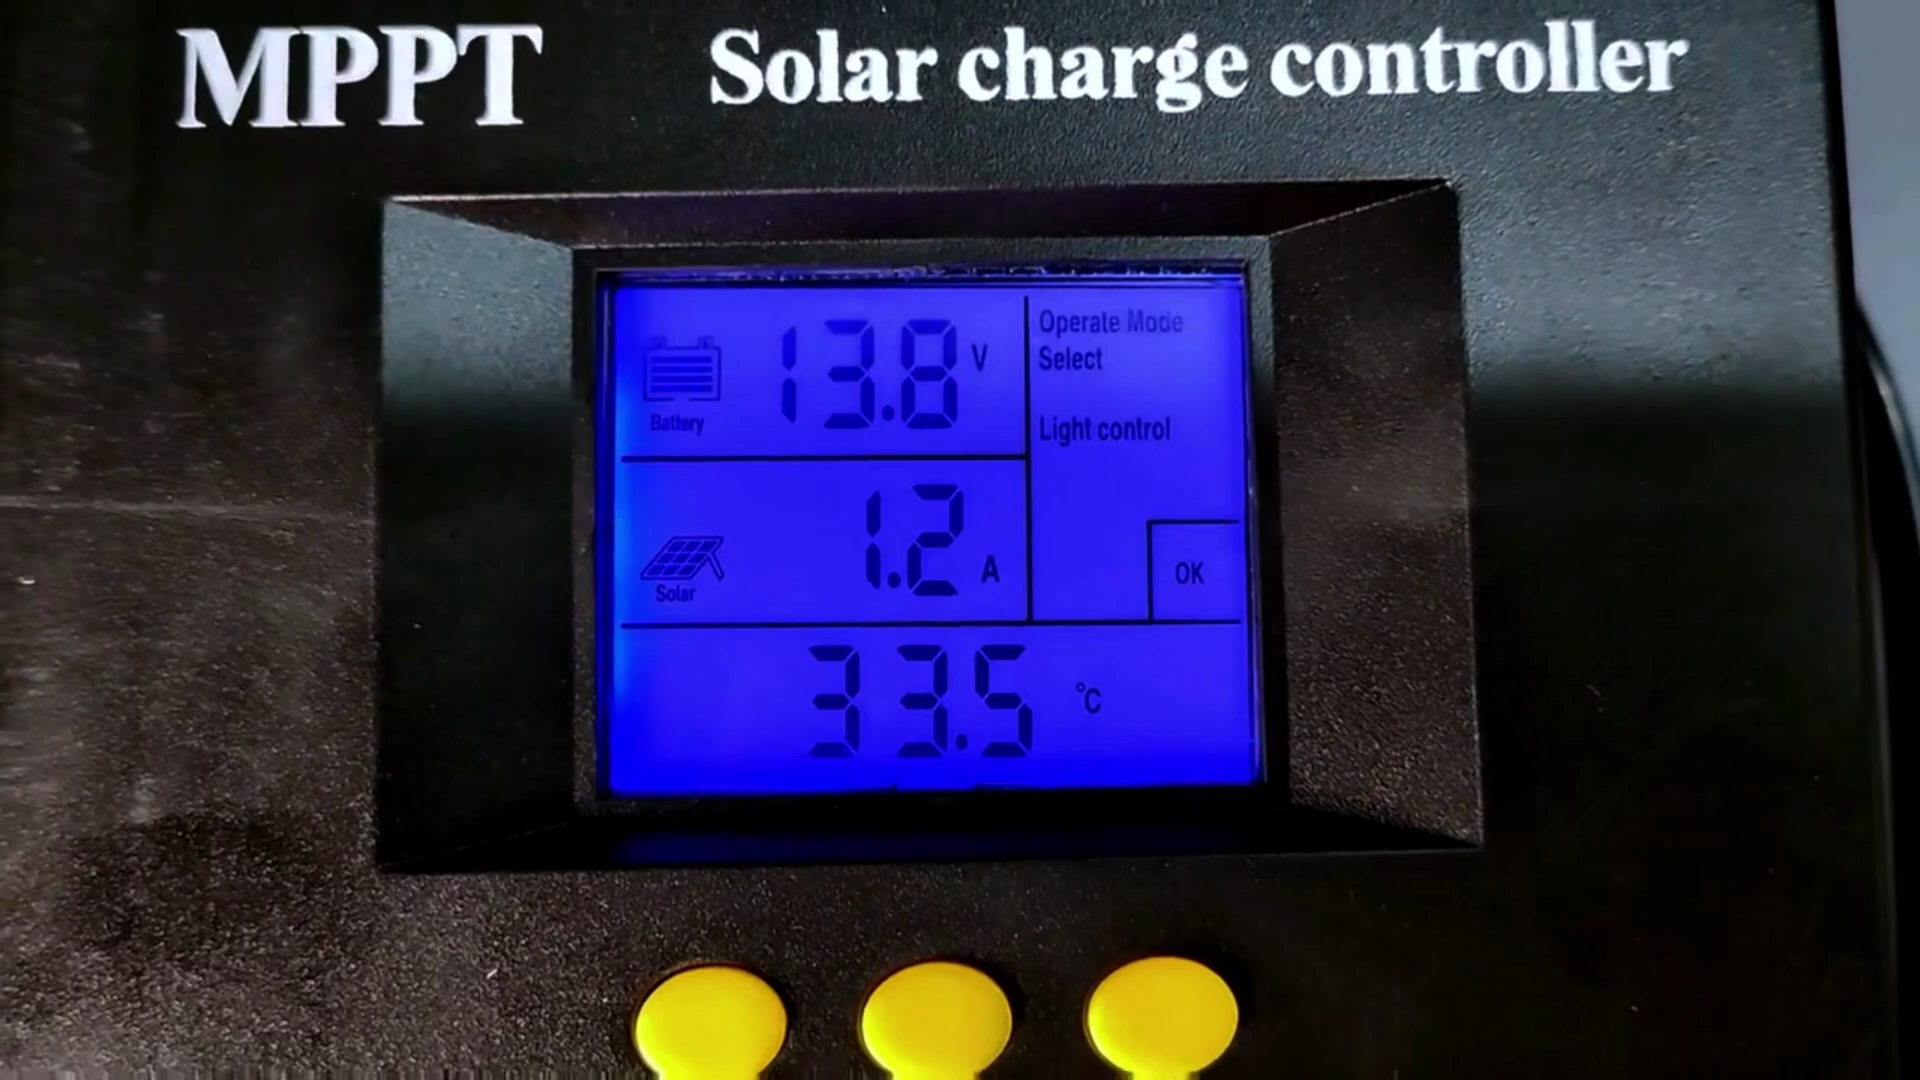 MPPT Solar charge controller
13.8 V
Battery
Operate Mode
Select
Light control
1.2 A
Solar
OK
33.5 °C